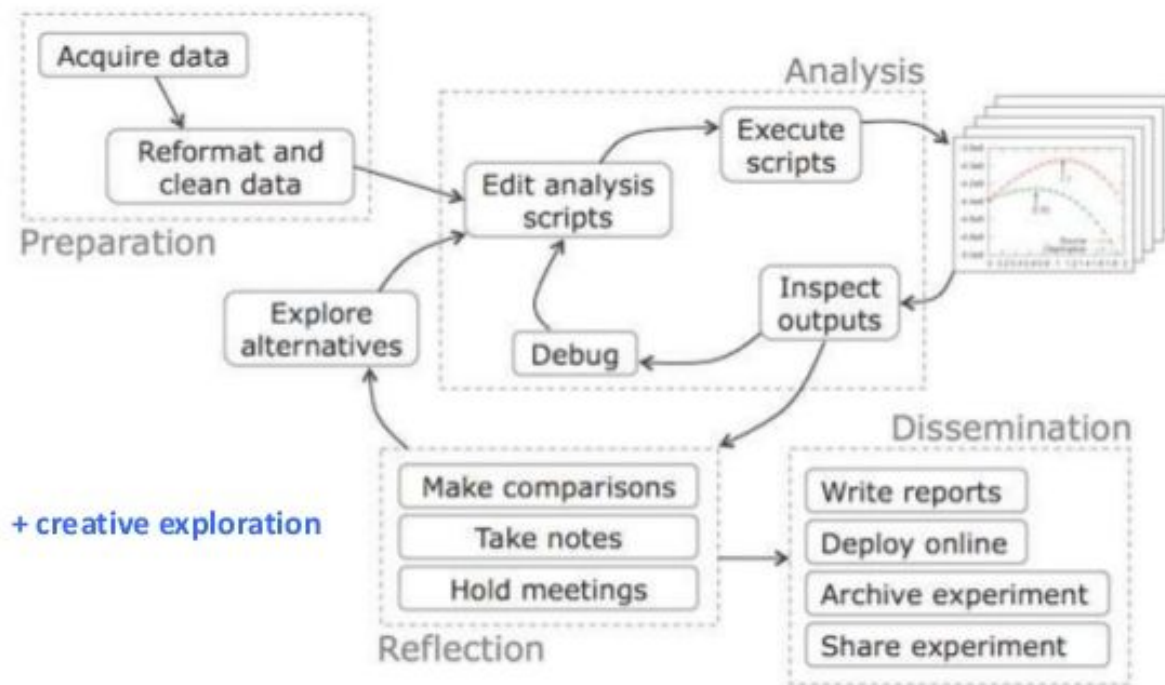 Acquire data
Reformat and
clean data
Preparation
Analysis
Edit analysis
scripts
Execute
scripts
Inspect
outputs
Debug
Explore
alternatives
Make comparisons
Take notes
Hold meetings
Reflection
+ creative exploration
Dissemination
Write reports
Deploy online
Archive experiment
Share experiment